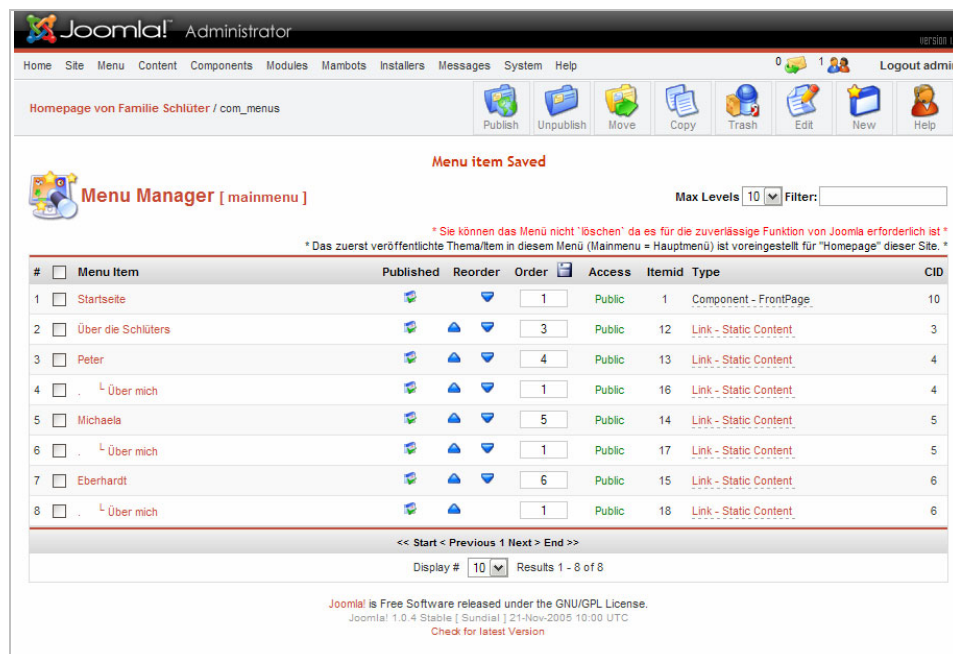 Joomla! Administrator
version 1
Home Site Menu Content Components Modules Mambots Installers Messages System Help 0 1 Logout admi
Homepage von Familie Schlüter / com_menus
Publish Unpublish Move Copy Trash Edit New Help
Menu item Saved
Menu Manager [ mainmenu ]
Max Levels 10 Filter:
* Sie können das Menü nicht `löschen` da es für die zuverlässige Funktion von Joomla erforderlich ist *
* Das zuerst veröffentlichte Thema/Item in diesem Menü (Mainmenu = Hauptmenü) ist voreingestellt für "Homepage" dieser Site. *
# Menu Item Published Reorder Order Access Itemid Type CID
1 Startseite 1 Public 1 Component - FrontPage 10
2 Über die Schlüters 3 Public 12 Link - Static Content 3
3 Peter 4 Public 13 Link - Static Content 4
4 . L Über mich 1 Public 16 Link - Static Content 4
5 Michaela 5 Public 14 Link - Static Content 5
6 . L Über mich 1 Public 17 Link - Static Content 5
7 Eberhardt 6 Public 15 Link - Static Content 6
8 . L Über mich 1 Public 18 Link - Static Content 6
<< Start < Previous 1 Next > End >>
Display # 10 Results 1 - 8 of 8
Joomla! is Free Software released under the GNU/GPL License.
Joomla! 1.0.4 Stable [ Sundial ] 21-Nov-2005 10:00 UTC
Check for latest Version